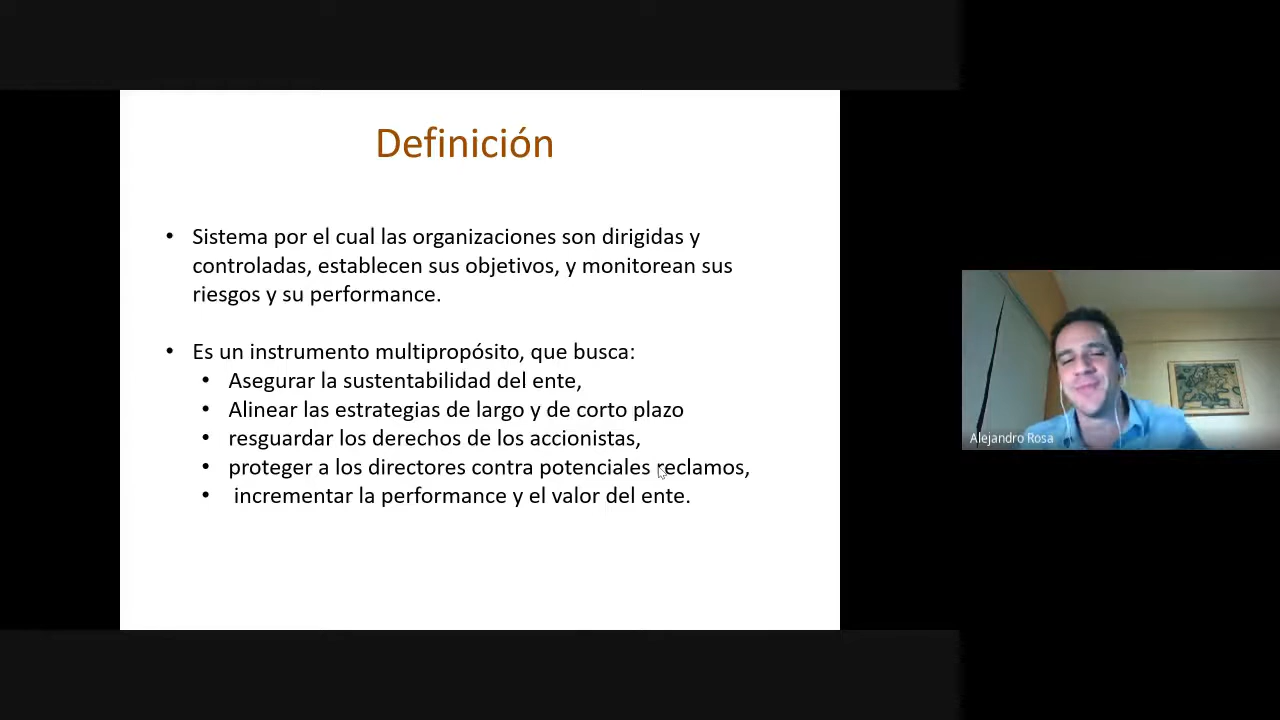 Definición
• Sistema por el cual las organizaciones son dirigidas y
controladas, establecen sus objetivos, y monitorean sus
riesgos y su performance.
• Es un instrumento multipropósito, que busca:
• Asegurar la sustentabilidad del ente,
• Alinear las estrategias de largo y de corto plazo
• resguardar los derechos de los accionistas,
• proteger a los directores contra potenciales reclamos,
• incrementar la performance y el valor del ente.
Alejandro Rosa